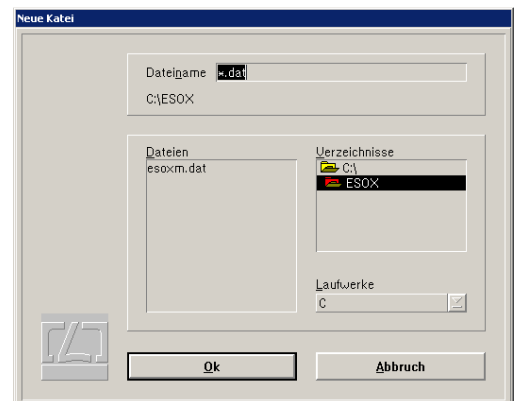 Neue Katei
Dateiname *.dat
C:\ESOX
Dateien
esoxm.dat
Verzeichnisse
C:\
ESOX
Laufwerke
C
Ok
Abbruch